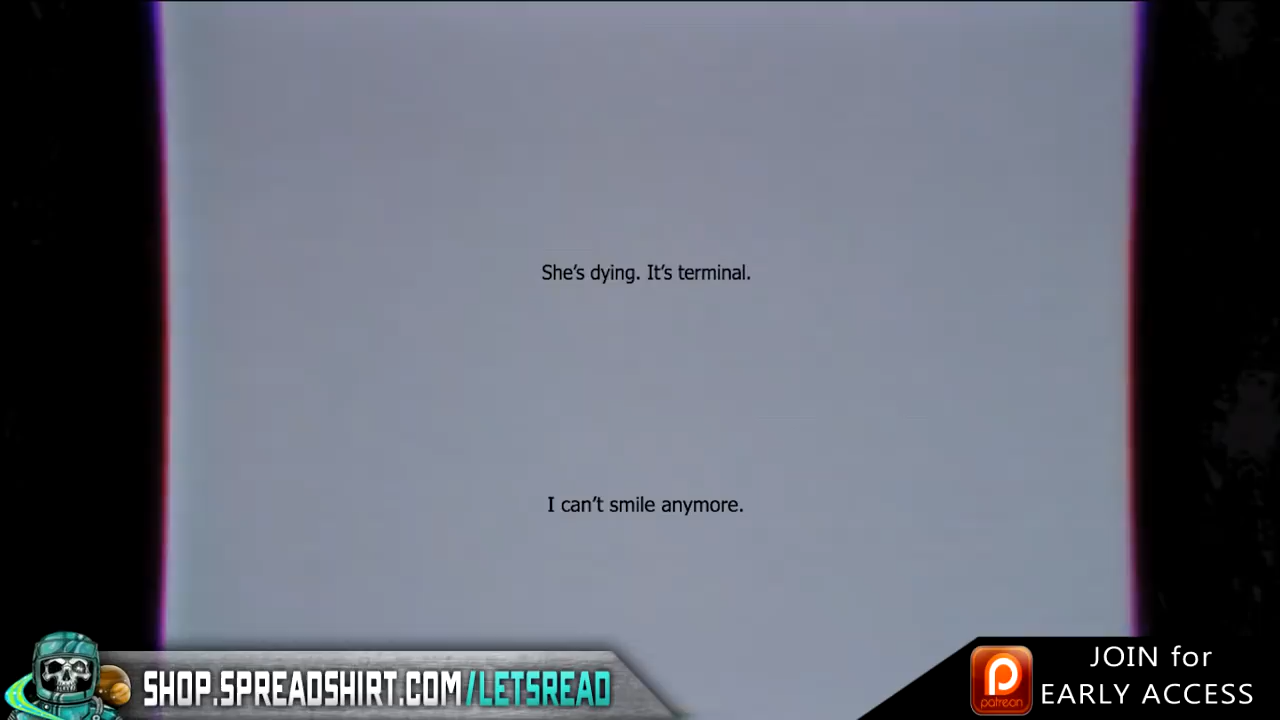 She's dying. It's terminal.
I can't smile anymore.
SHOP.SPREADSHIRT.COM/LETSREAD
patreon
JOIN for
EARLY ACCESS